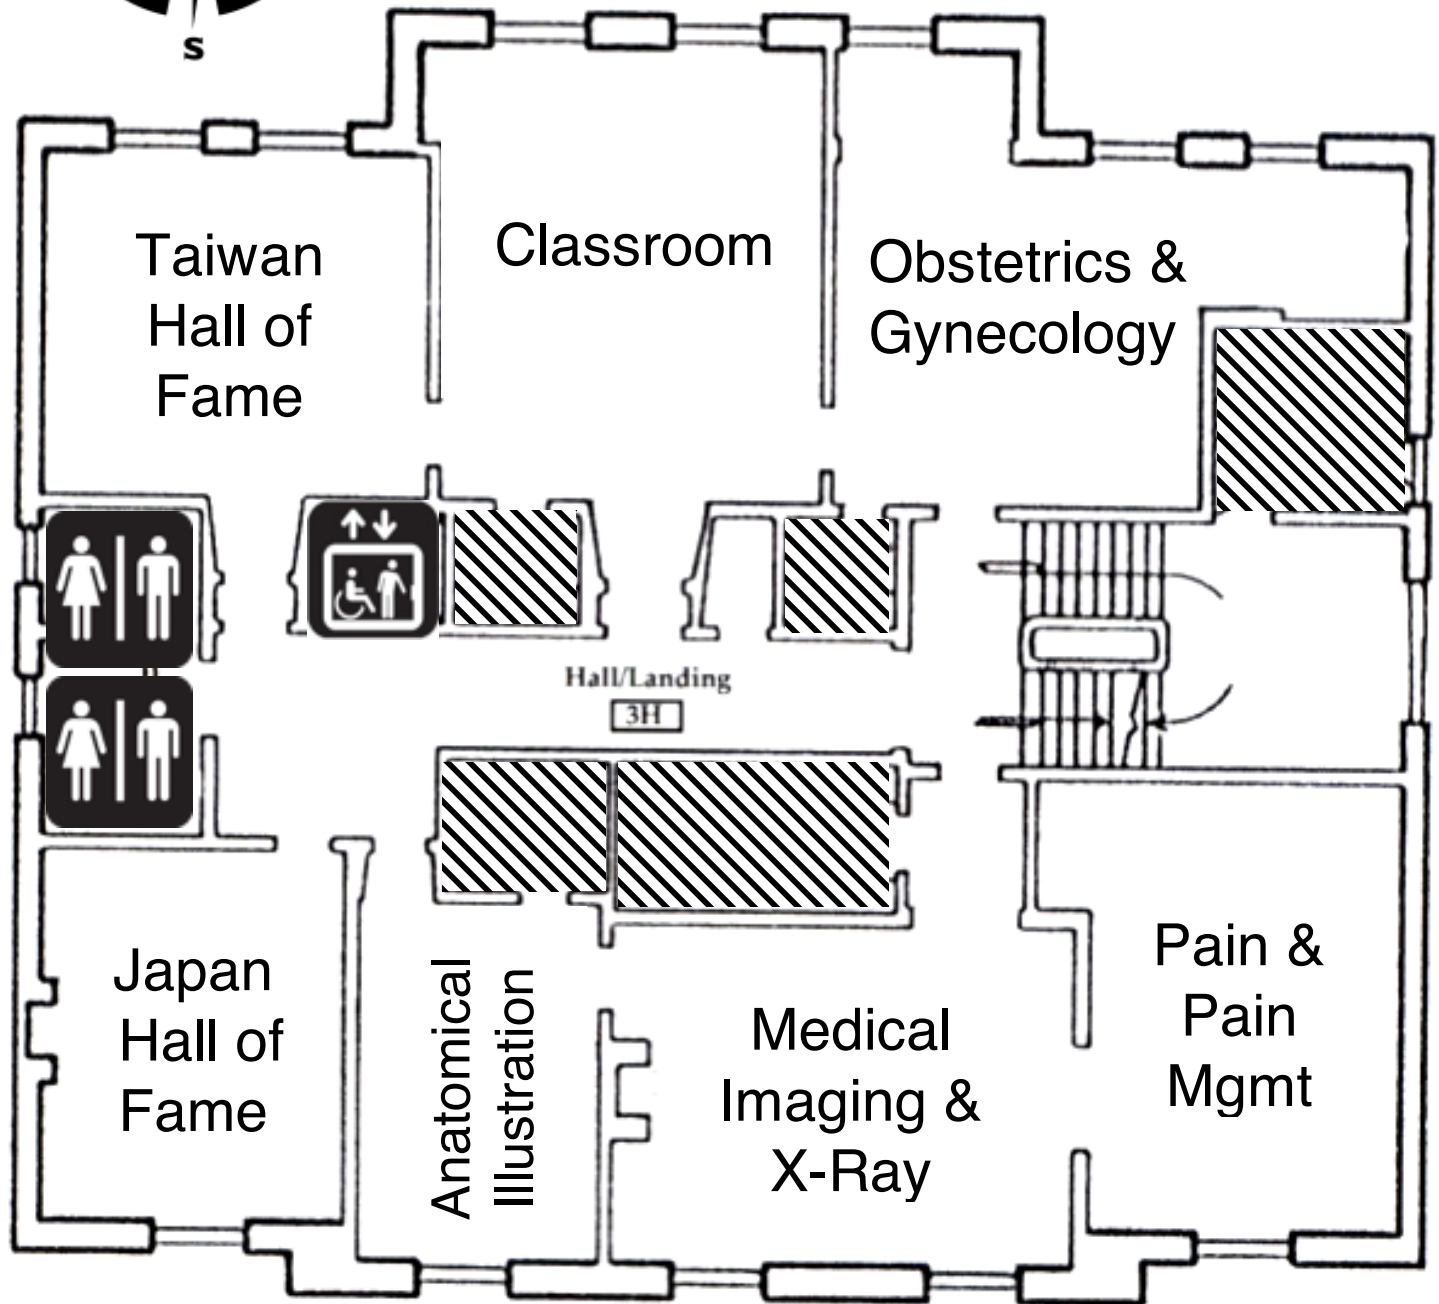 S
Taiwan
Hall of
Fame
Classroom
Obstetrics &
Gynecology
Hall/Landing
3H
Japan
Hall of
Fame
Anatomical
Illustration
Medical
Imaging &
X-Ray
Pain &
Pain
Mgmt